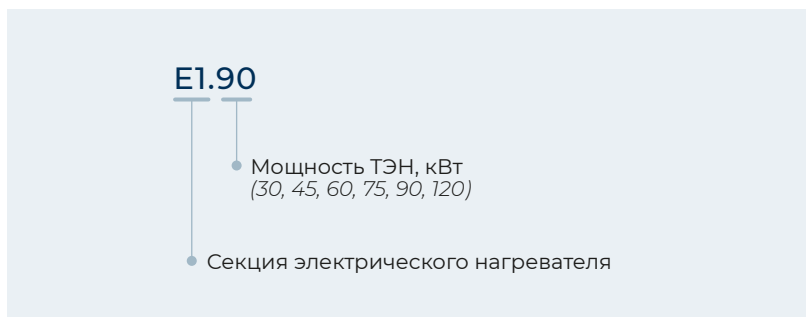 E1.90
Мощность ТЭН, кВт
(30, 45, 60, 75, 90, 120)
Секция электрического нагревателя